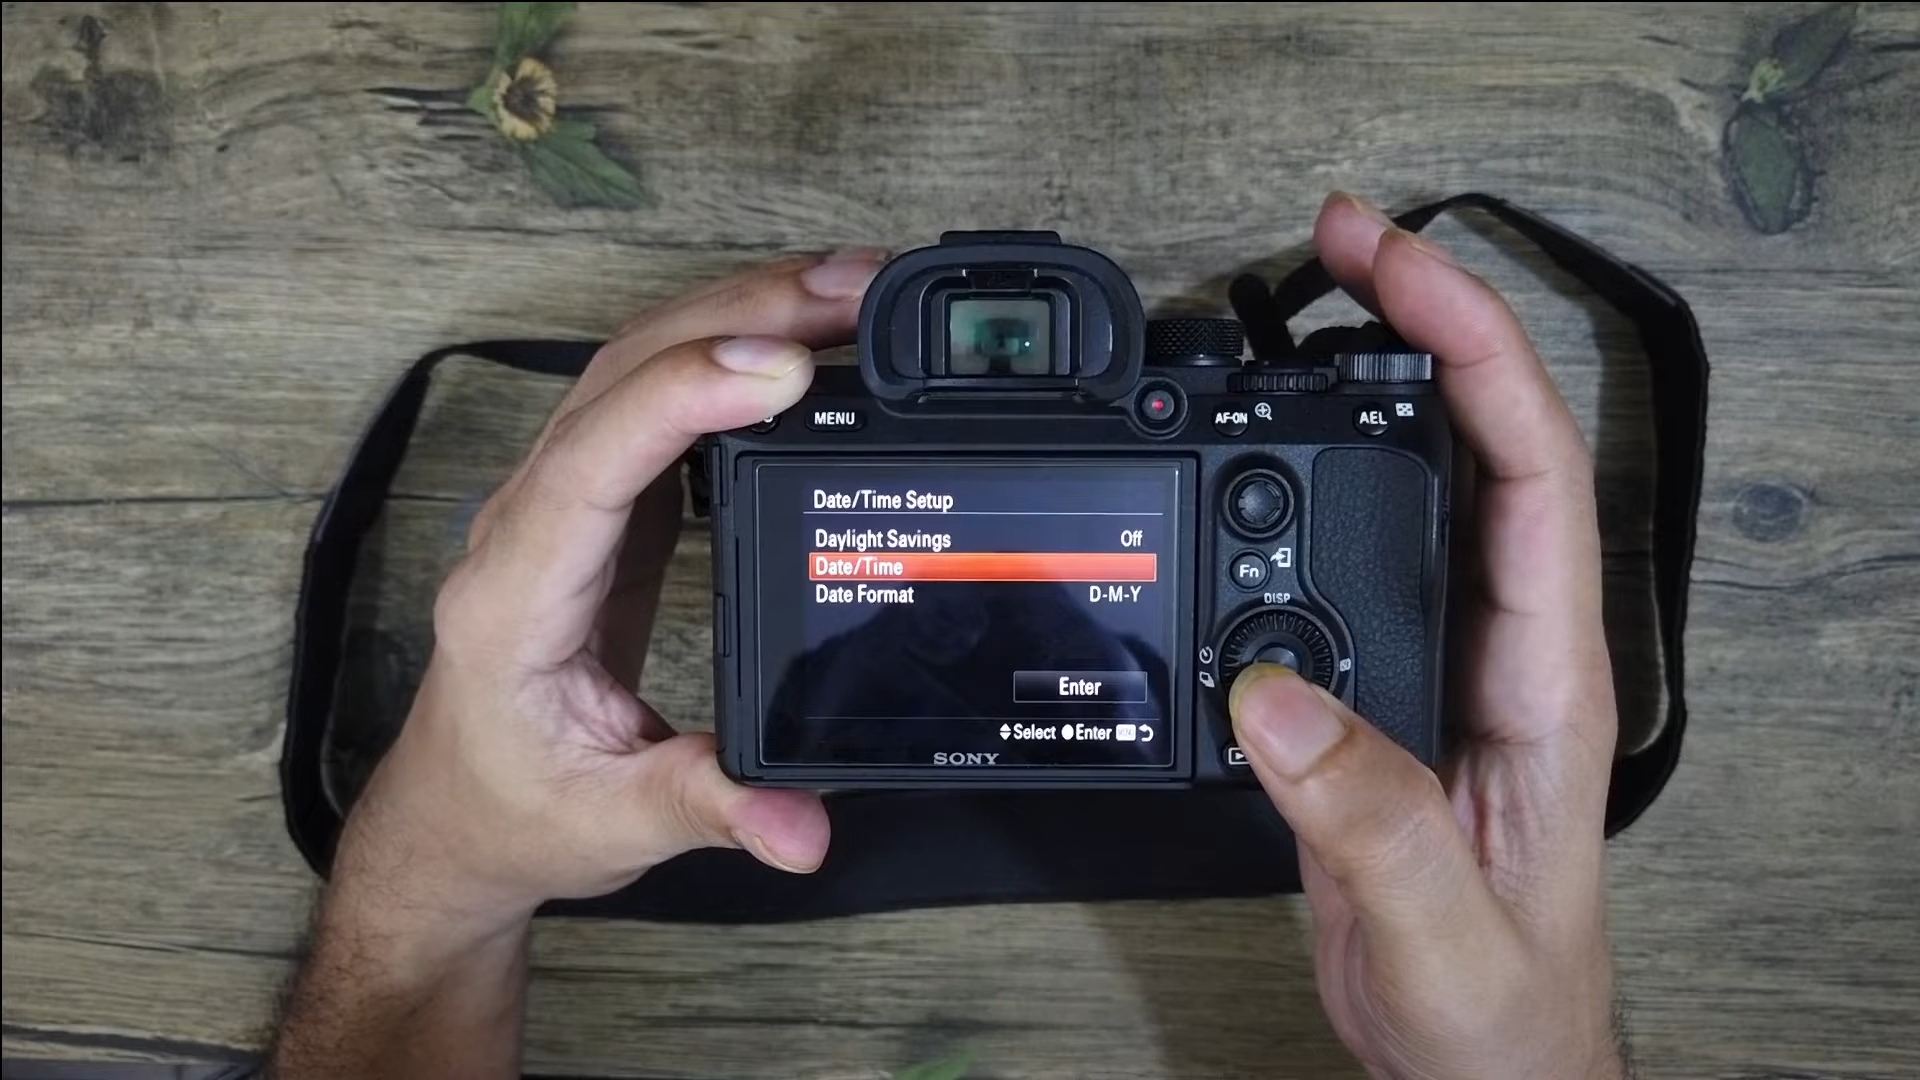 MENU
AF-ON
AEL
Date/Time Setup
Daylight Savings Off
Date/Time
Date Format D-M-Y
Fn
DISP
Enter
Select Enter
SONY